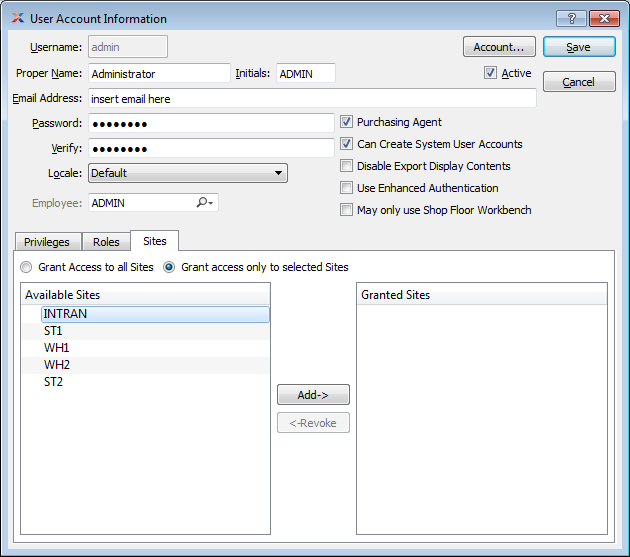 User Account Information
Username: admin Account... Save
Proper Name: Administrator Initials: ADMIN Active Cancel
Email Address: insert email here
Password: ●●●●●●●● Purchasing Agent
Verify: ●●●●●●●● Can Create System User Accounts
Locale: Default Disable Export Display Contents
Use Enhanced Authentication
Employee: ADMIN May only use Shop Floor Workbench
Privileges Roles Sites
Grant Access to all Sites Grant access only to selected Sites
Available Sites Granted Sites
INTRAN
ST1
WH1
WH2
ST2
Add->
<-Revoke